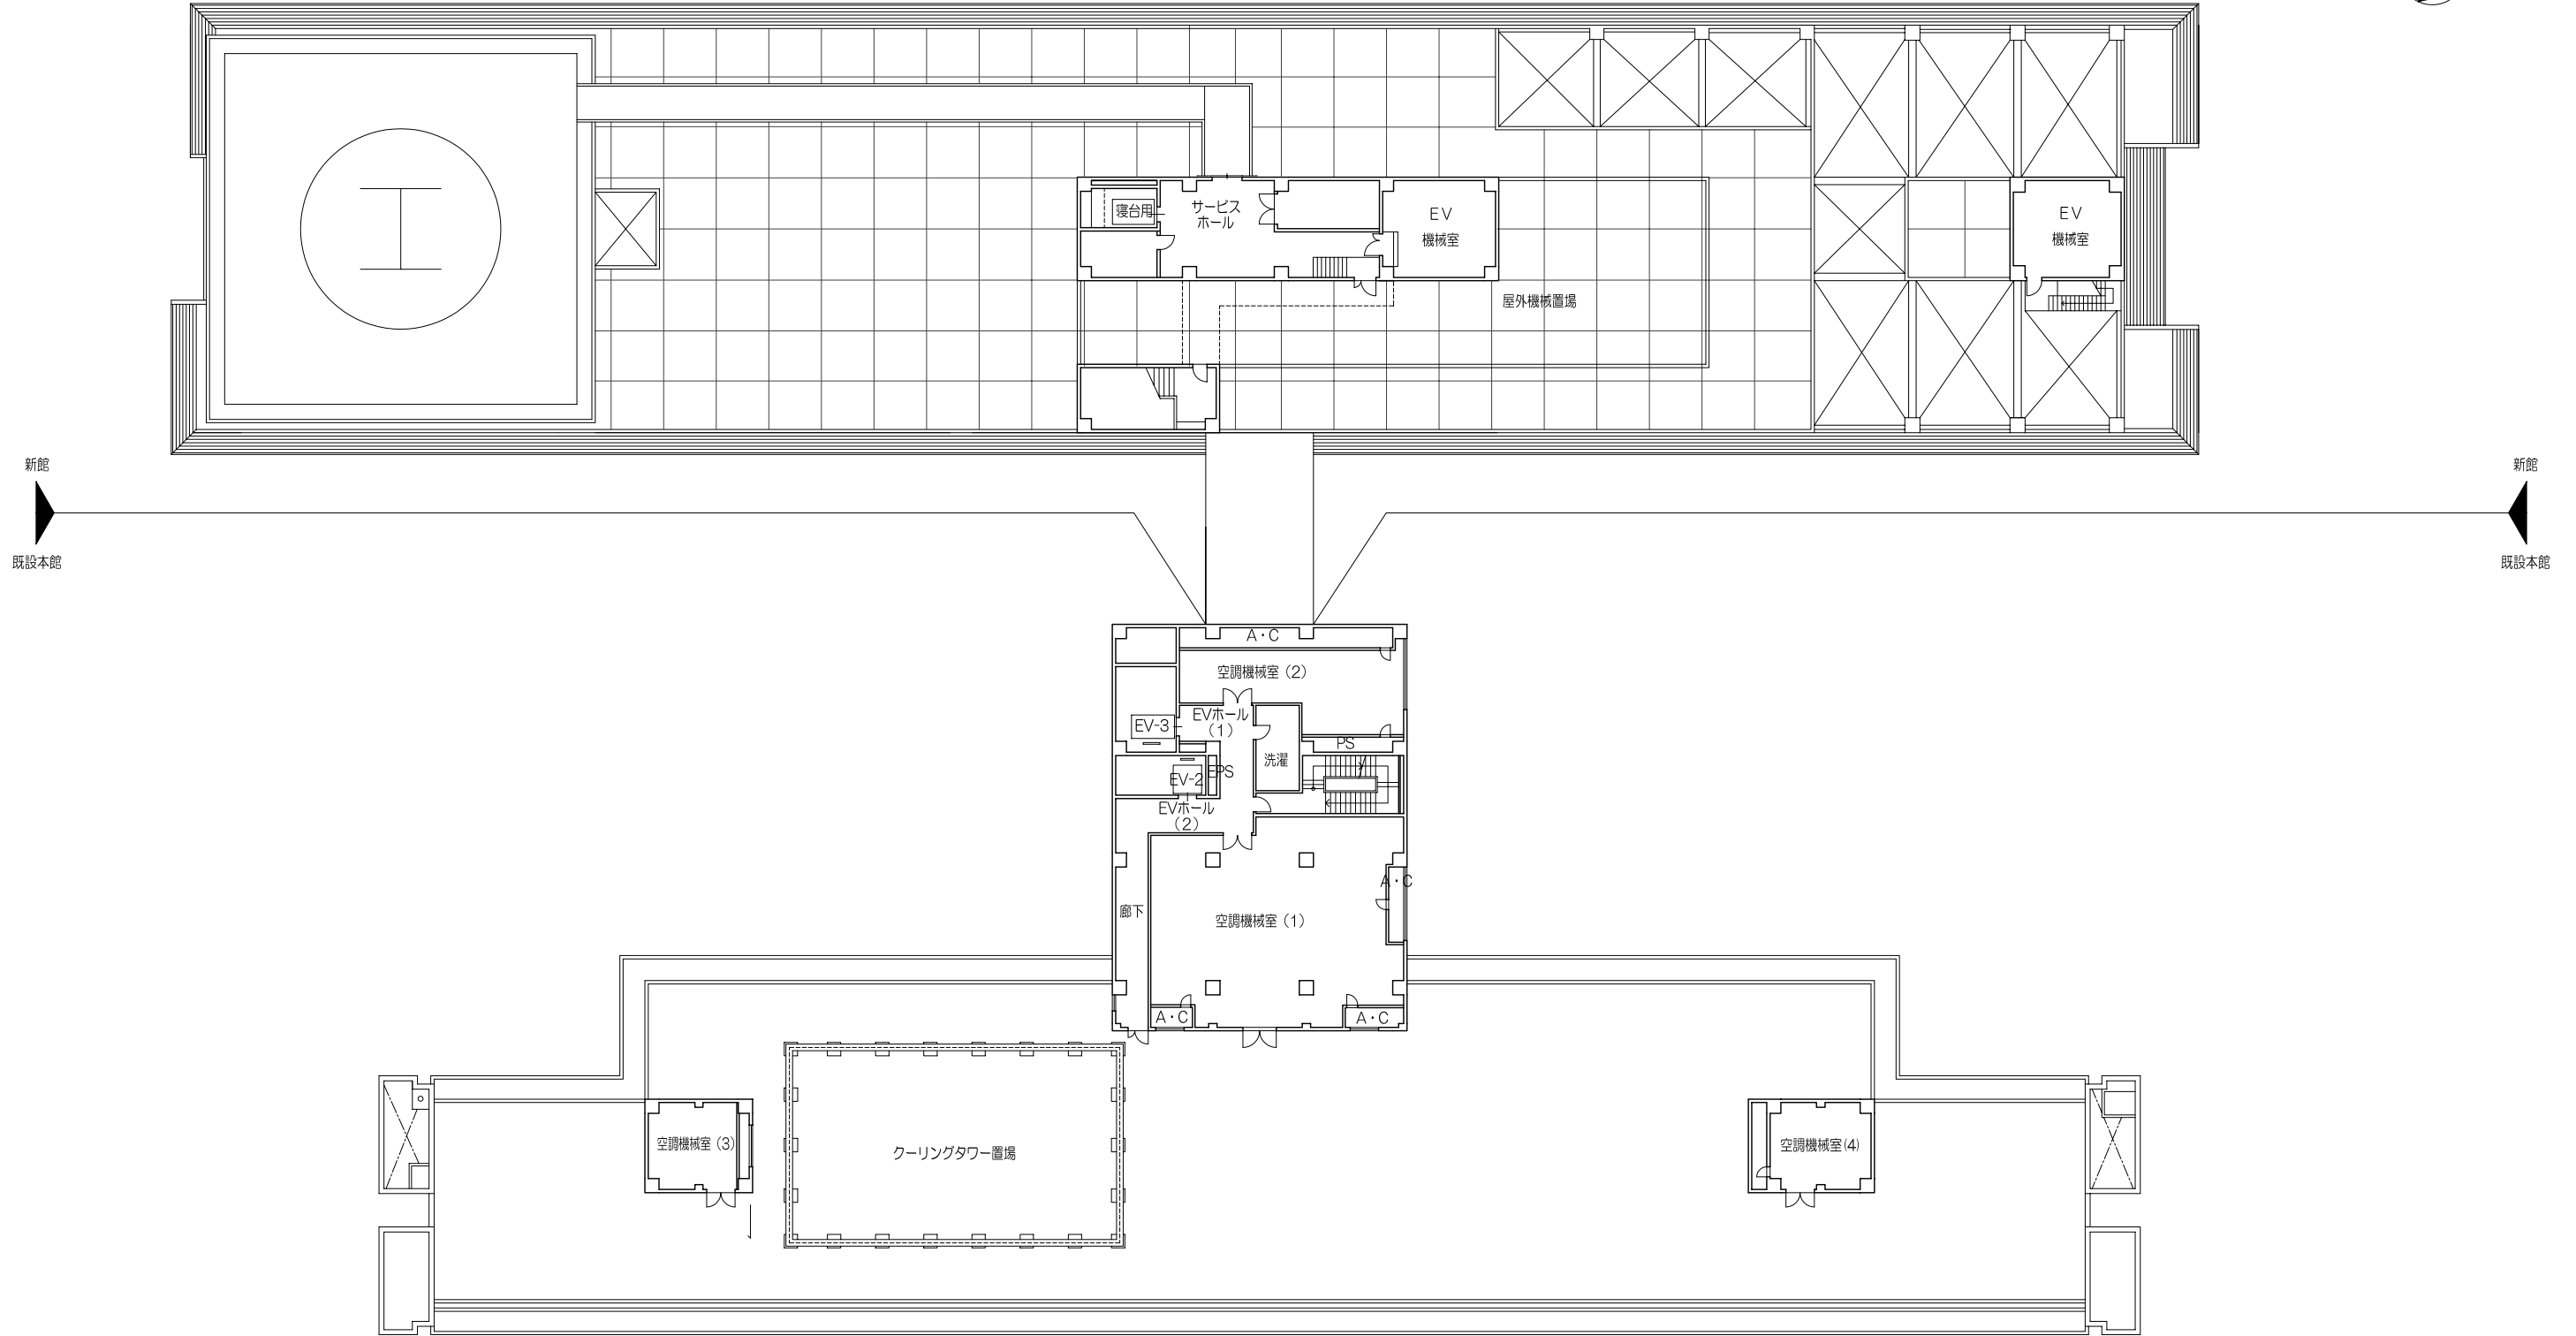 寝台用
サービス
ホール
EV
機械室
EV
機械室
屋外機械置場
新館
新館
既設本館
既設本館
A・C
空調機械室（2）
EVホール
（1）
EV-3
PS
洗濯
EV-2
EPS
EVホール
（2）
A・C
廊下
空調機械室（1）
A・C
A・C
空調機械室（3）
クーリングタワー置場
空調機械室(4)